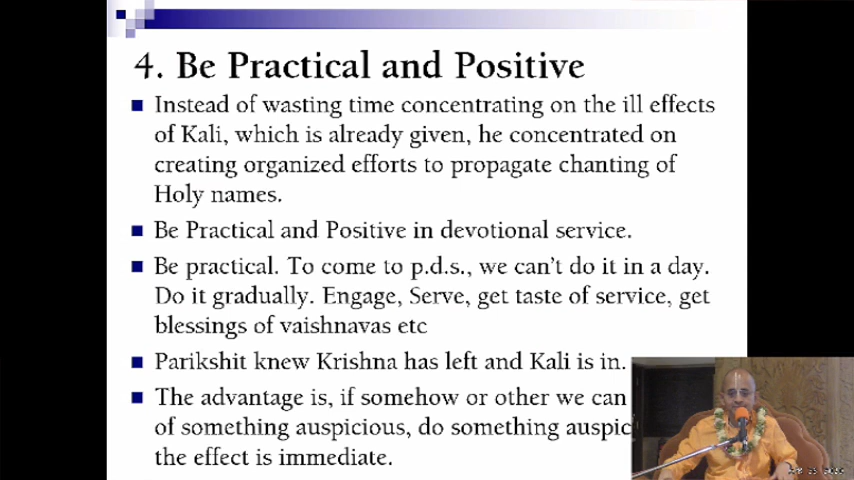 4. Be Practical and Positive
Instead of wasting time concentrating on the ill effects
of Kali, which is already given, he concentrated on
creating organized efforts to propagate chanting of
Holy names.
Be Practical and Positive in devotional service.
Be practical. To come to p.d.s., we can't do it in a day.
Do it gradually. Engage, Serve, get taste of service, get
blessings of vaishnavas etc
Parikshit knew Krishna has left and Kali is in.
The advantage is, if somehow or other we can
of something auspicious, do something
the effect is immediate.